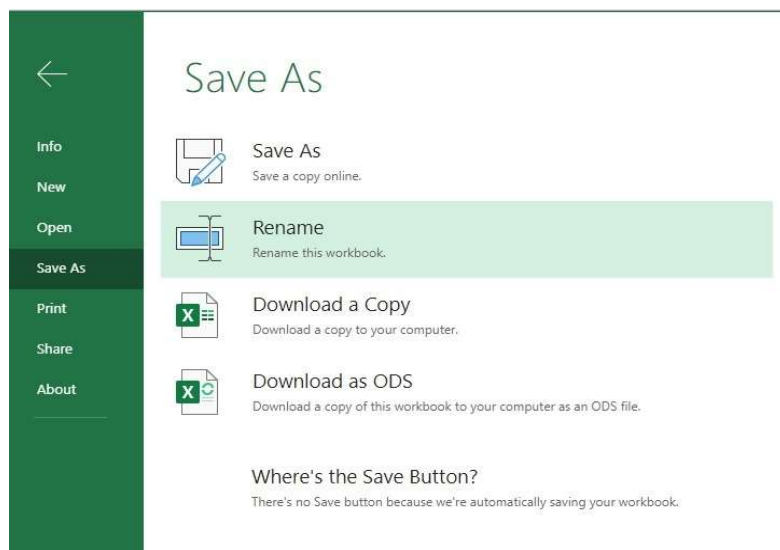 Save As
Info
New
Open
Save As
Print
Share
About
Save As
Save a copy online.
Rename
Rename this workbook.
Download a Copy
Download a copy to your computer.
Download as ODS
Download a copy of this workbook to your computer as an ODS file.
Where's the Save Button?
There's no Save button because we're automatically saving your workbook.